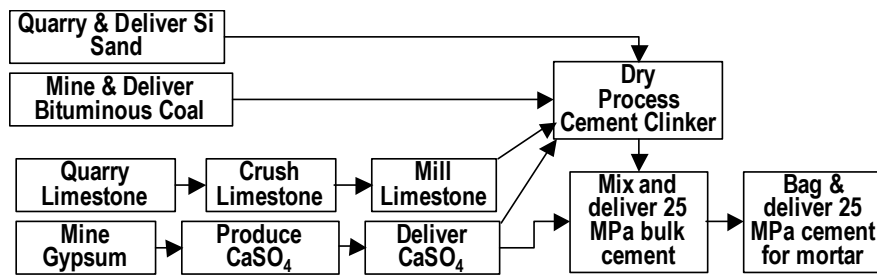 Quarry & Deliver Si
Sand
Mine & Deliver
Bituminous Coal
Dry
Process
Cement Clinker
Quarry
Limestone
Crush
Limestone
Mill
Limestone
Mix and
deliver 25
MPa bulk
cement
Bag &
deliver 25
MPa cement
for mortar
Mine
Gypsum
Produce
CaSO₄
Deliver
CaSO₄